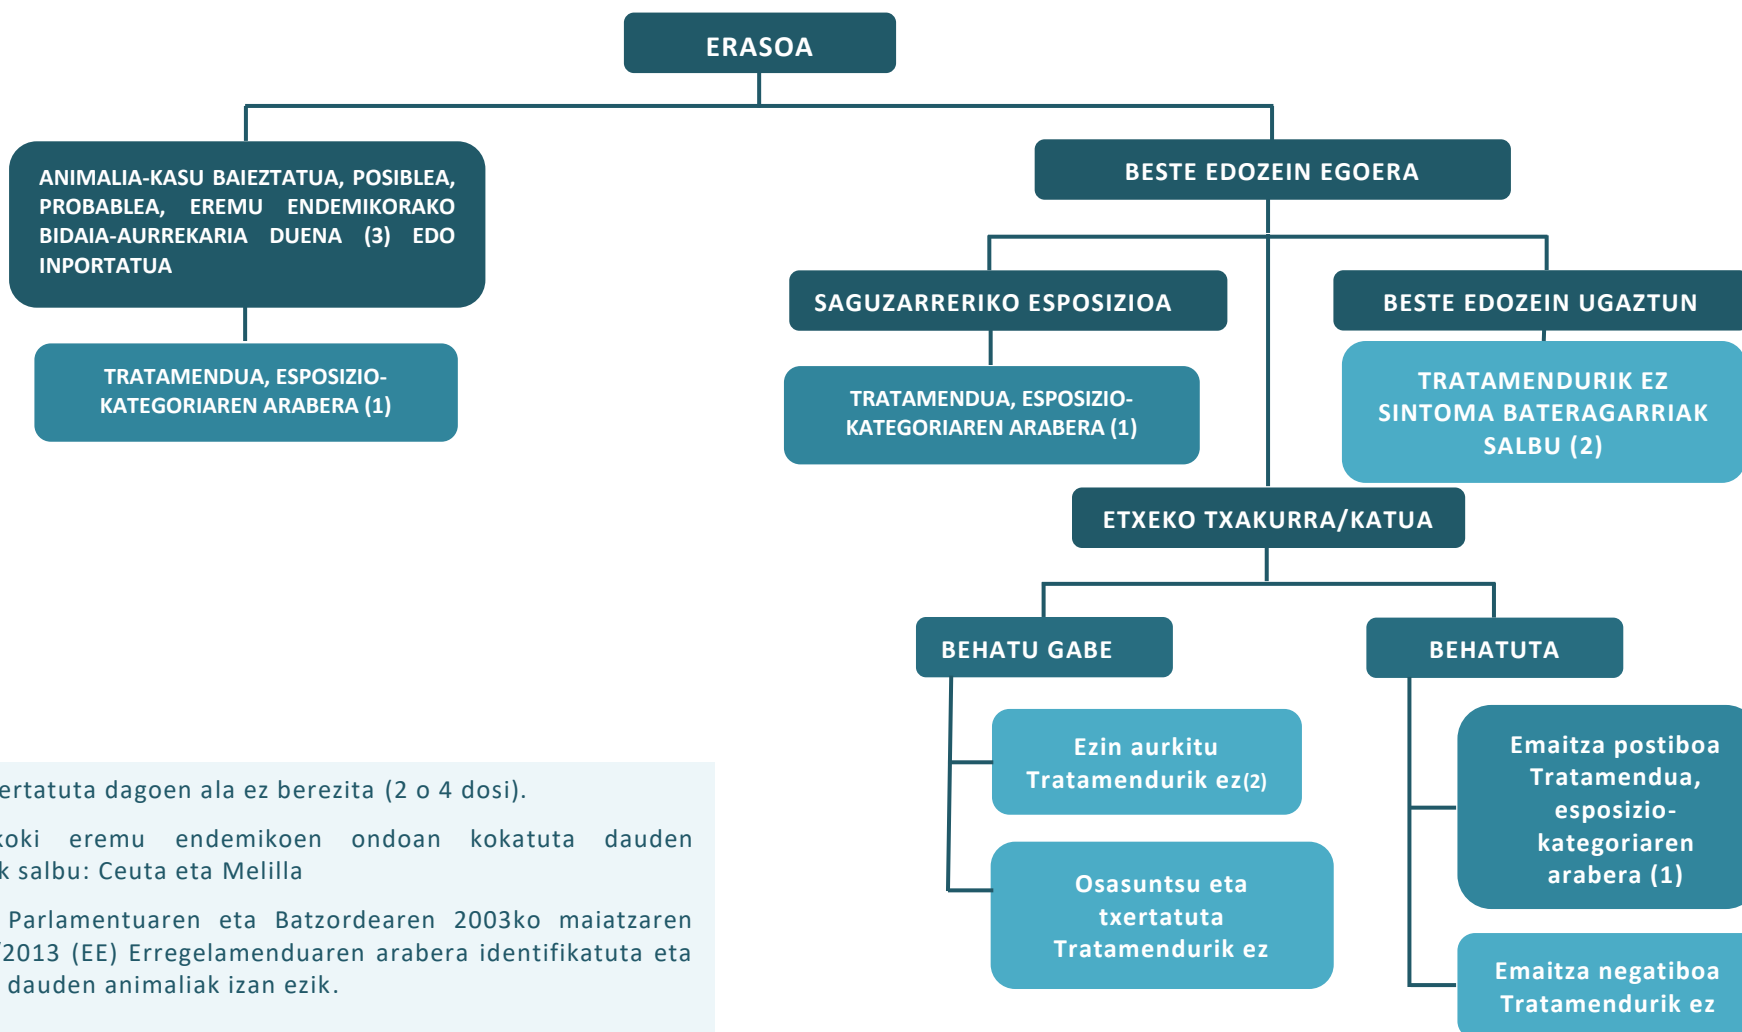 ERASOA
ANIMALIA-KASU BAIEZTATUA, POSIBLEA,
PROBABLEA, EREMU ENDEMIKORAKO
BIDAIA-AURREKARIA DUENA (3) EDO
INPORTATUA
TRATAMENDUA, ESPOSIZIO-
KATEGORIAREN ARABERA (1)
BESTE EDOZEIN EGOERA
SAGUZARRERIKO ESPOSIZIOA
TRATAMENDUA, ESPOSIZIO-
KATEGORIAREN ARABERA (1)
BESTE EDOZEIN UGAZTUN
TRATAMENDURIK EZ
SINTOMA BATERAGARRIAK
SALBU (2)
ETXEKO TXAKURRA/KATUA
BEHATU GABE
Ezin aurkitu
Tratamendurik ez(2)
Osasuntsu eta
txertatuta
Tratamendurik ez
BEHATUTA
Emaitza postiboa
Tratamendua,
esposizio-
kategoriaren
arabera (1)
Emaitza negatiboa
Tratamendurik ez
ertatuta dagoen ala ez berezita (2 o 4 dosi).
koki eremu endemikoen ondoan kokatuta dauden
k salbu: Ceuta eta Melilla
Parlamentuaren eta Batzordearen 2003ko maiatzaren
/2013 (EE) Erregelamenduaren arabera identifikatuta eta
dauden animaliak izan ezik.